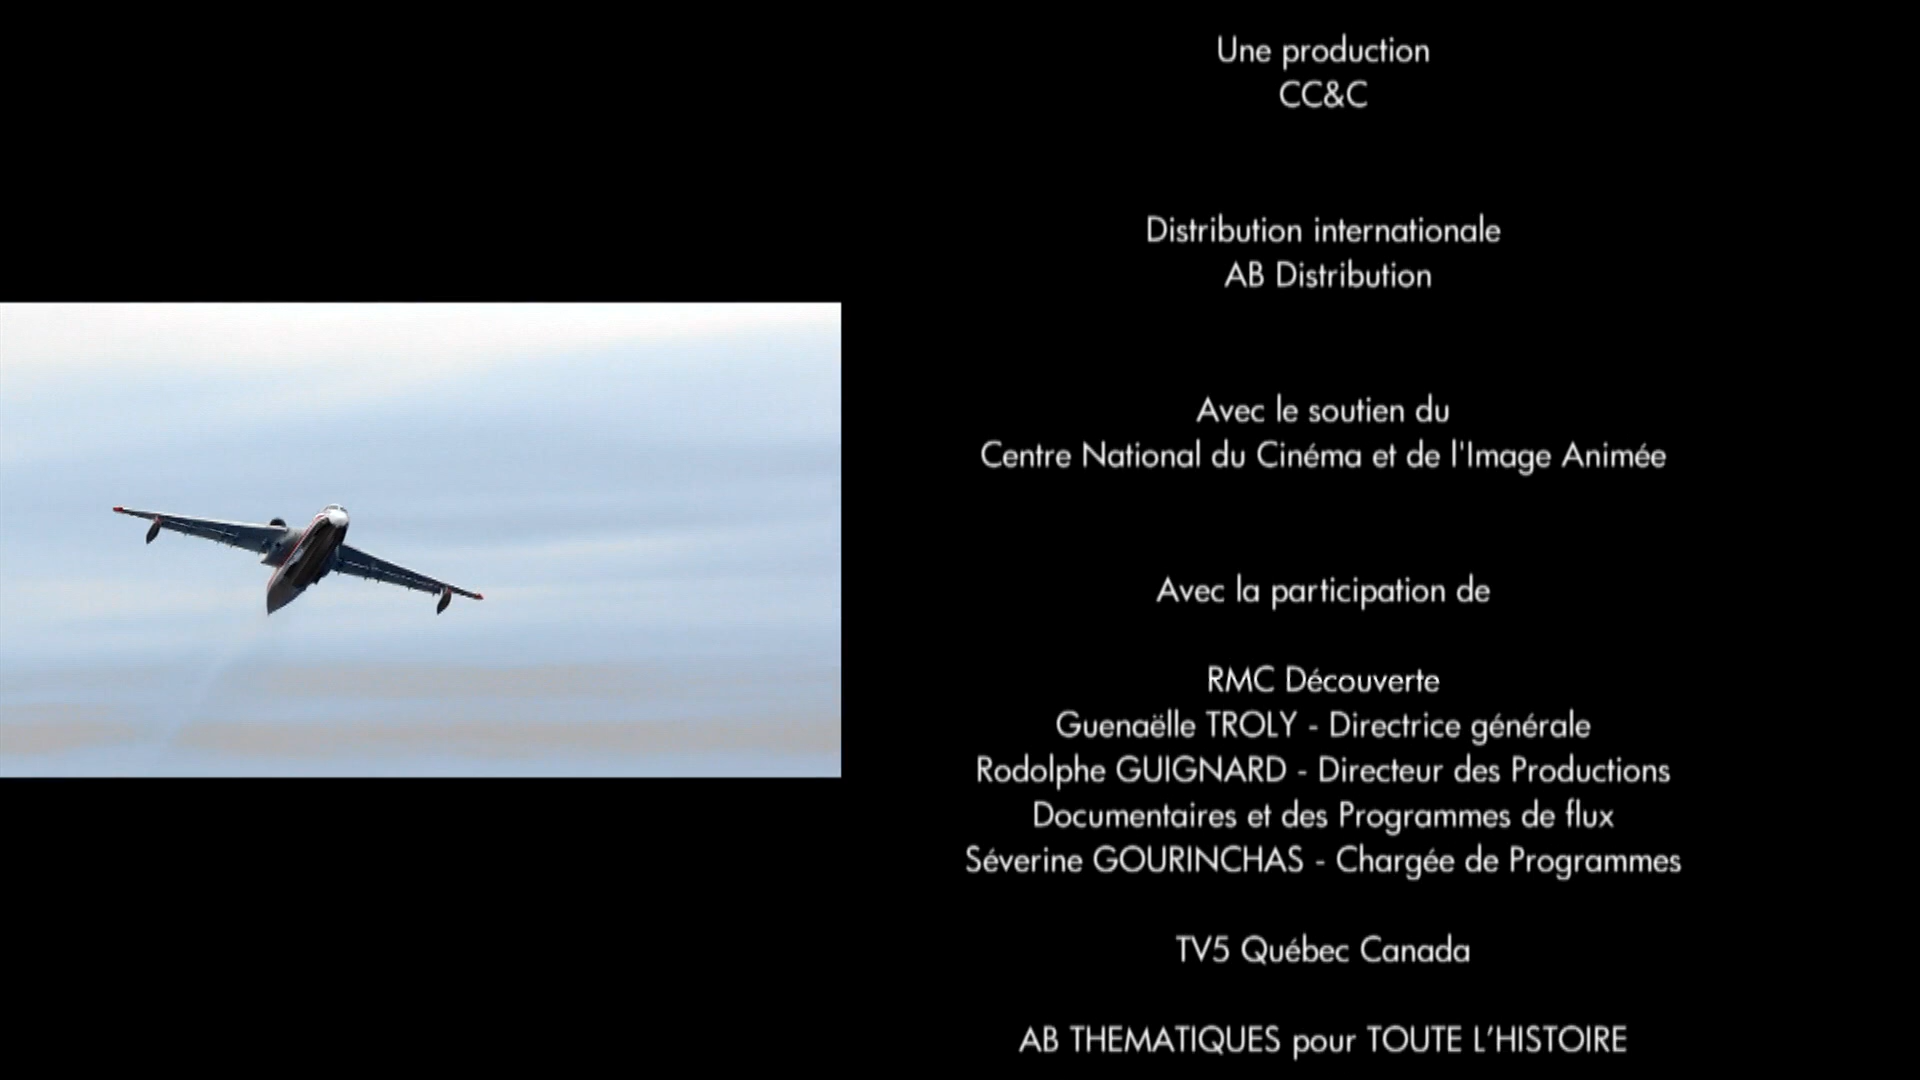 Une production
CC&C
Distribution internationale
AB Distribution
Avec le soutien du
Centre National du Cinéma et de l'Image Animée
Avec la participation de
RMC Découverte
Guenaëlle TROLY - Directrice générale
Rodolphe GUIGNARD - Directeur des Productions
Documentaires et des Programmes de flux
Séverine GOURINCHAS - Chargée de Programmes
TV5 Québec Canada
AB THEMATIQUES pour TOUTE L’HISTOIRE